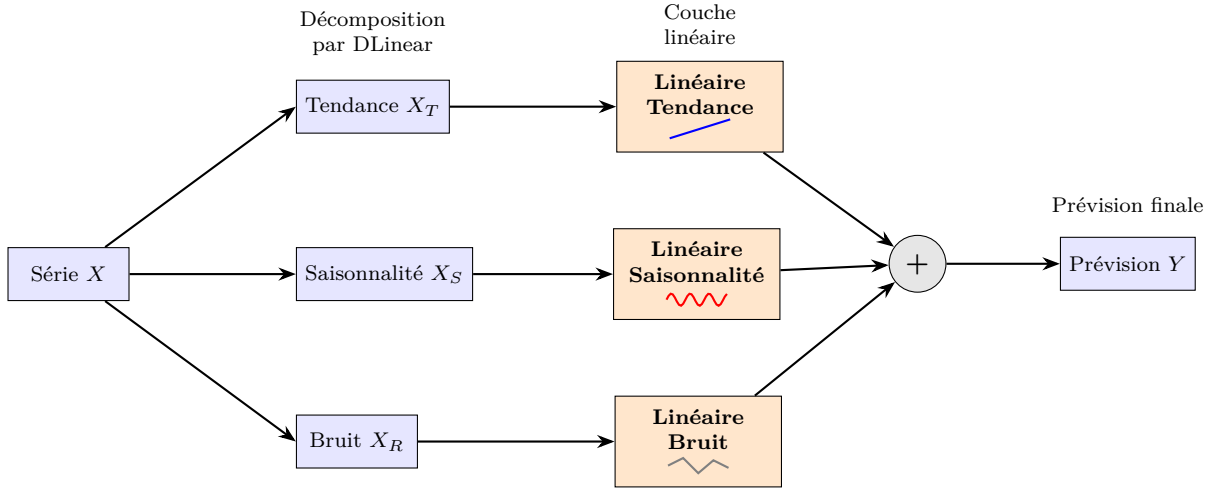 Décomposition
par DLinear
Couche
linéaire
Tendance X_T
Linéaire
Tendance
Prévision finale
Série X
Saisonnalité X_S
Linéaire
Saisonnalité
+
Prévision Y
Bruit X_R
Linéaire
Bruit